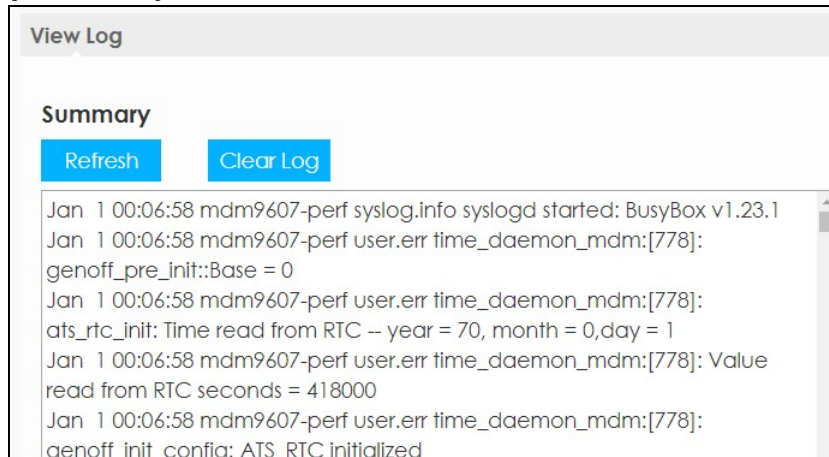 View Log
Summary
Refresh Clear Log
Jan 1 00:06:58 mdm9607-perf syslog.info syslogd started: BusyBox v1.23.1
Jan 1 00:06:58 mdm9607-perf user.err time_daemon_mdm:[778]:
genoff_pre_init::Base = 0
Jan 1 00:06:58 mdm9607-perf user.err time_daemon_mdm:[778]:
ats_rtc_init: Time read from RTC -- year = 70, month = 0,day = 1
Jan 1 00:06:58 mdm9607-perf user.err time_daemon_mdm:[778]: Value
read from RTC seconds = 418000
Jan 1 00:06:58 mdm9607-perf user.err time_daemon_mdm:[778]:
genoff_init_config: ATS_RTC initialized